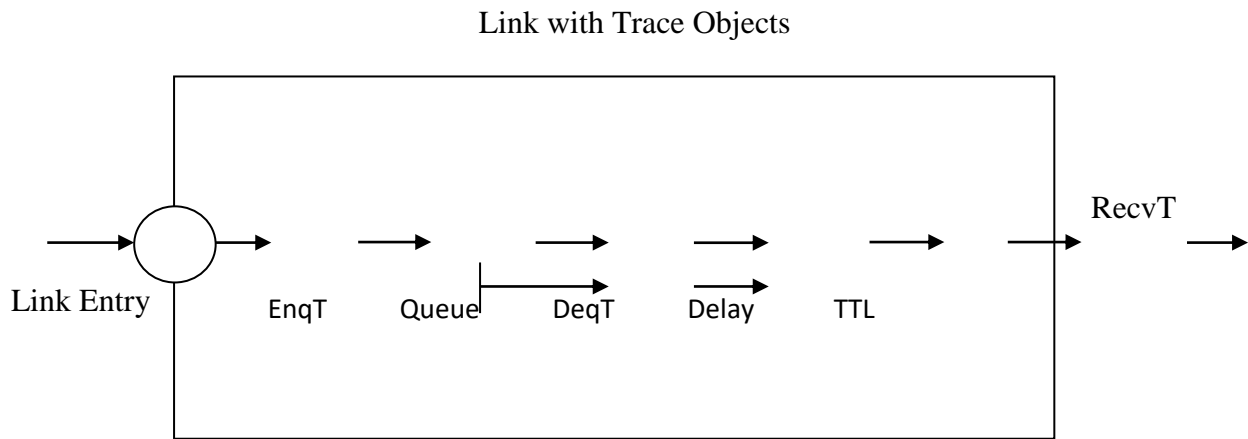 Link with Trace Objects
RecvT
Link Entry
EnqT Queue DeqT Delay TTL